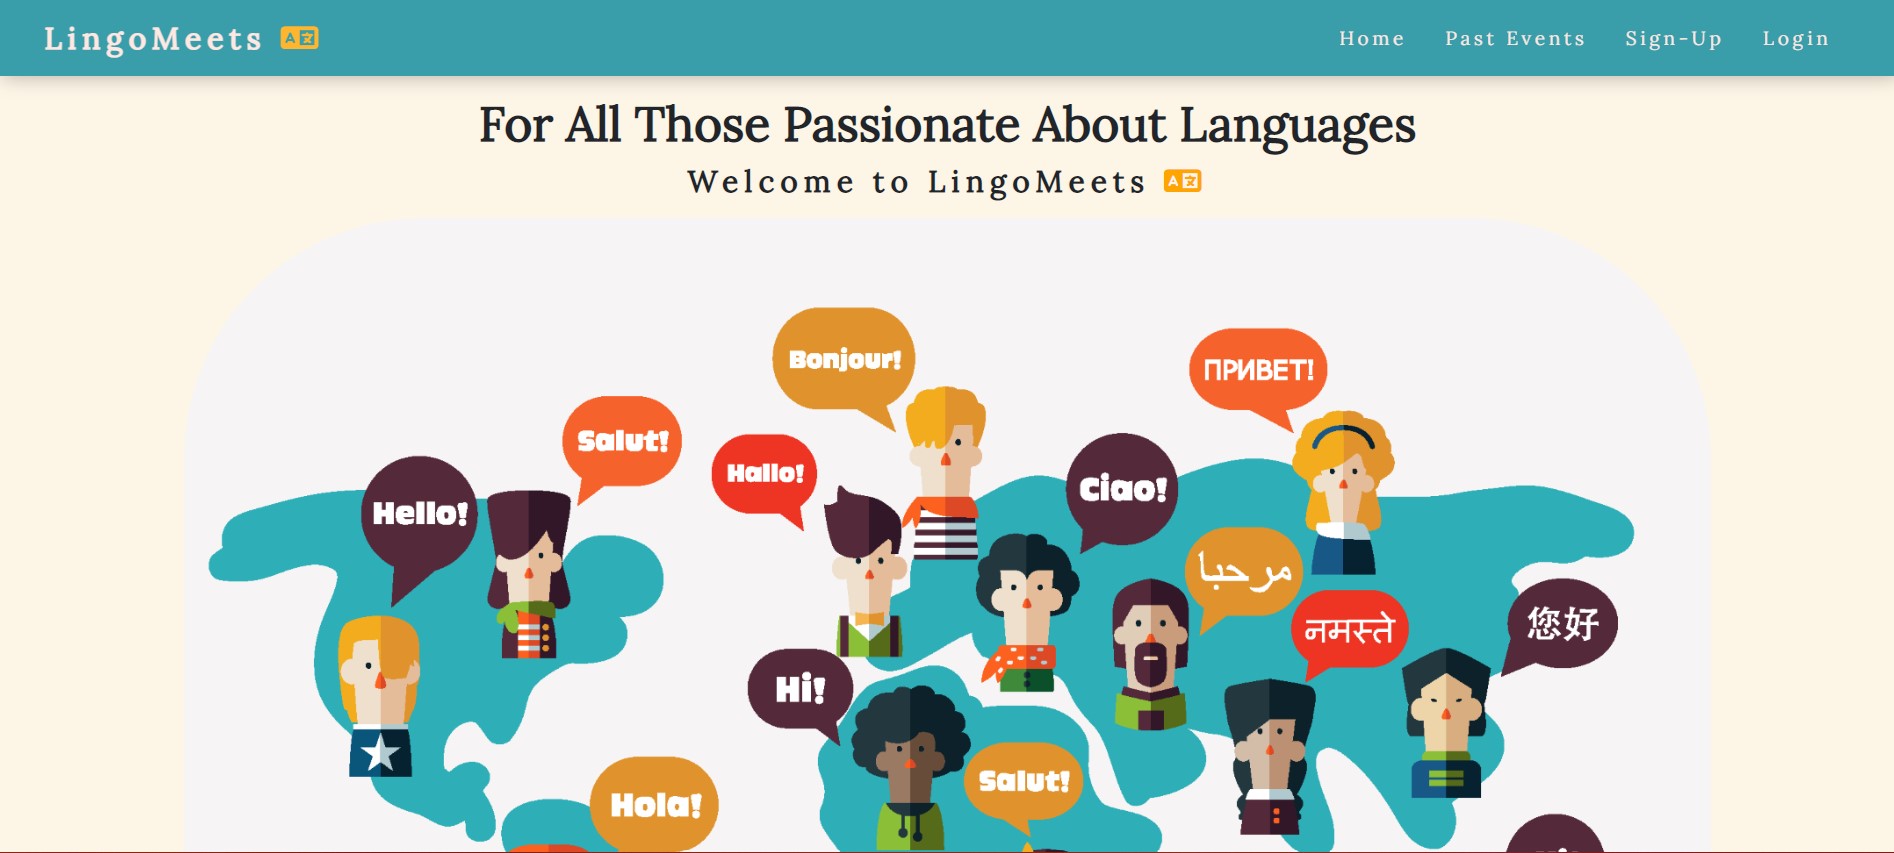 LingoMeets
Home
Past Events
Sign-Up
Login
For All Those Passionate About Languages
Welcome to LingoMeets
Bonjour!
ПРИВЕТ!
Salut!
Hallo!
Ciao!
Hello!
مرحبا
नमस्ते
您好
Hi!
Salut!
Hola!